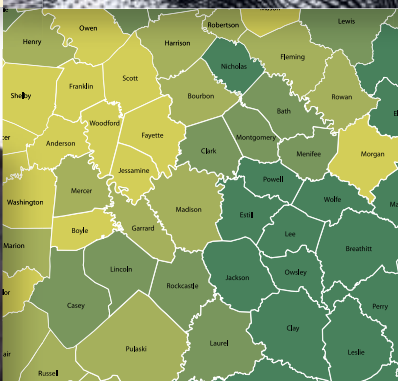 Owen
Robertson
Lewis
Henry
Harrison
Fleming
Nicholas
Scott
Franklin
Shelby
Bourbon
Rowan
Bath
Woodford
Fayette
Montgomery
Anderson
Clark
Menifee
Morgan
Jessamine
Powell
Mercer
Washington
Wolfe
Madison
Estill
Boyle
Garrard
Lee
Marion
Breathitt
Lincoln
Owsley
Jackson
Rockcastle
Casey
Perry
Clay
Laurel
Pulaski
Leslie
Russell